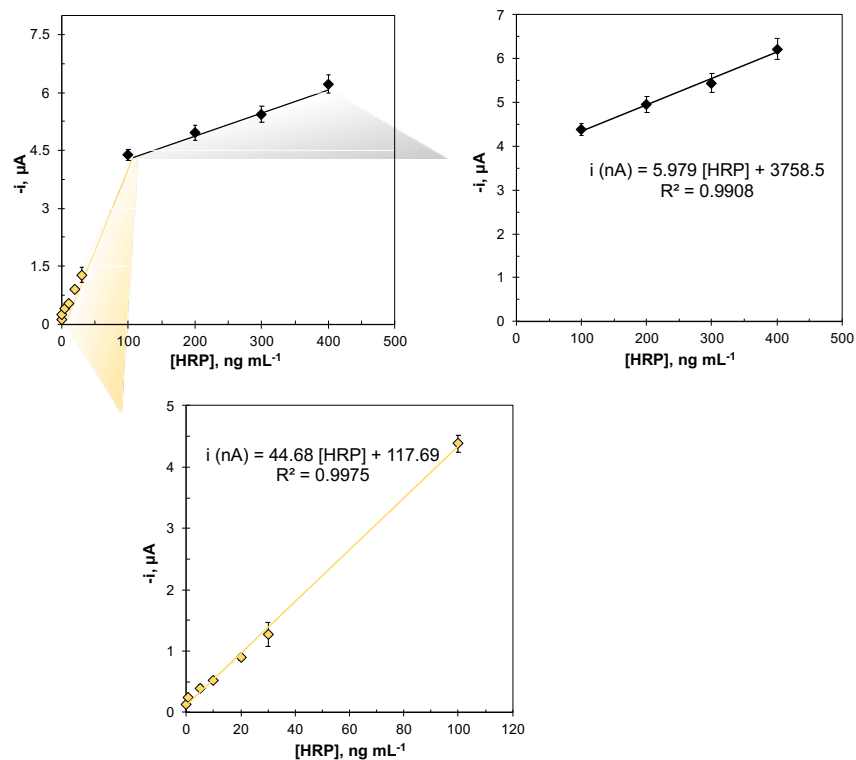 7.5
6
4.5
3
1.5
0
-i, µA
0 100 200 300 400 500
[HRP], ng mL⁻¹
7
6
5
4
3
2
1
0
-i, µA
i (nA) = 5.979 [HRP] + 3758.5
R² = 0.9908
0 100 200 300 400 500
[HRP], ng mL⁻¹
5
4
3
2
1
0
-i, µA
i (nA) = 44.68 [HRP] + 117.69
R² = 0.9975
0 20 40 60 80 100 120
[HRP], ng mL⁻¹